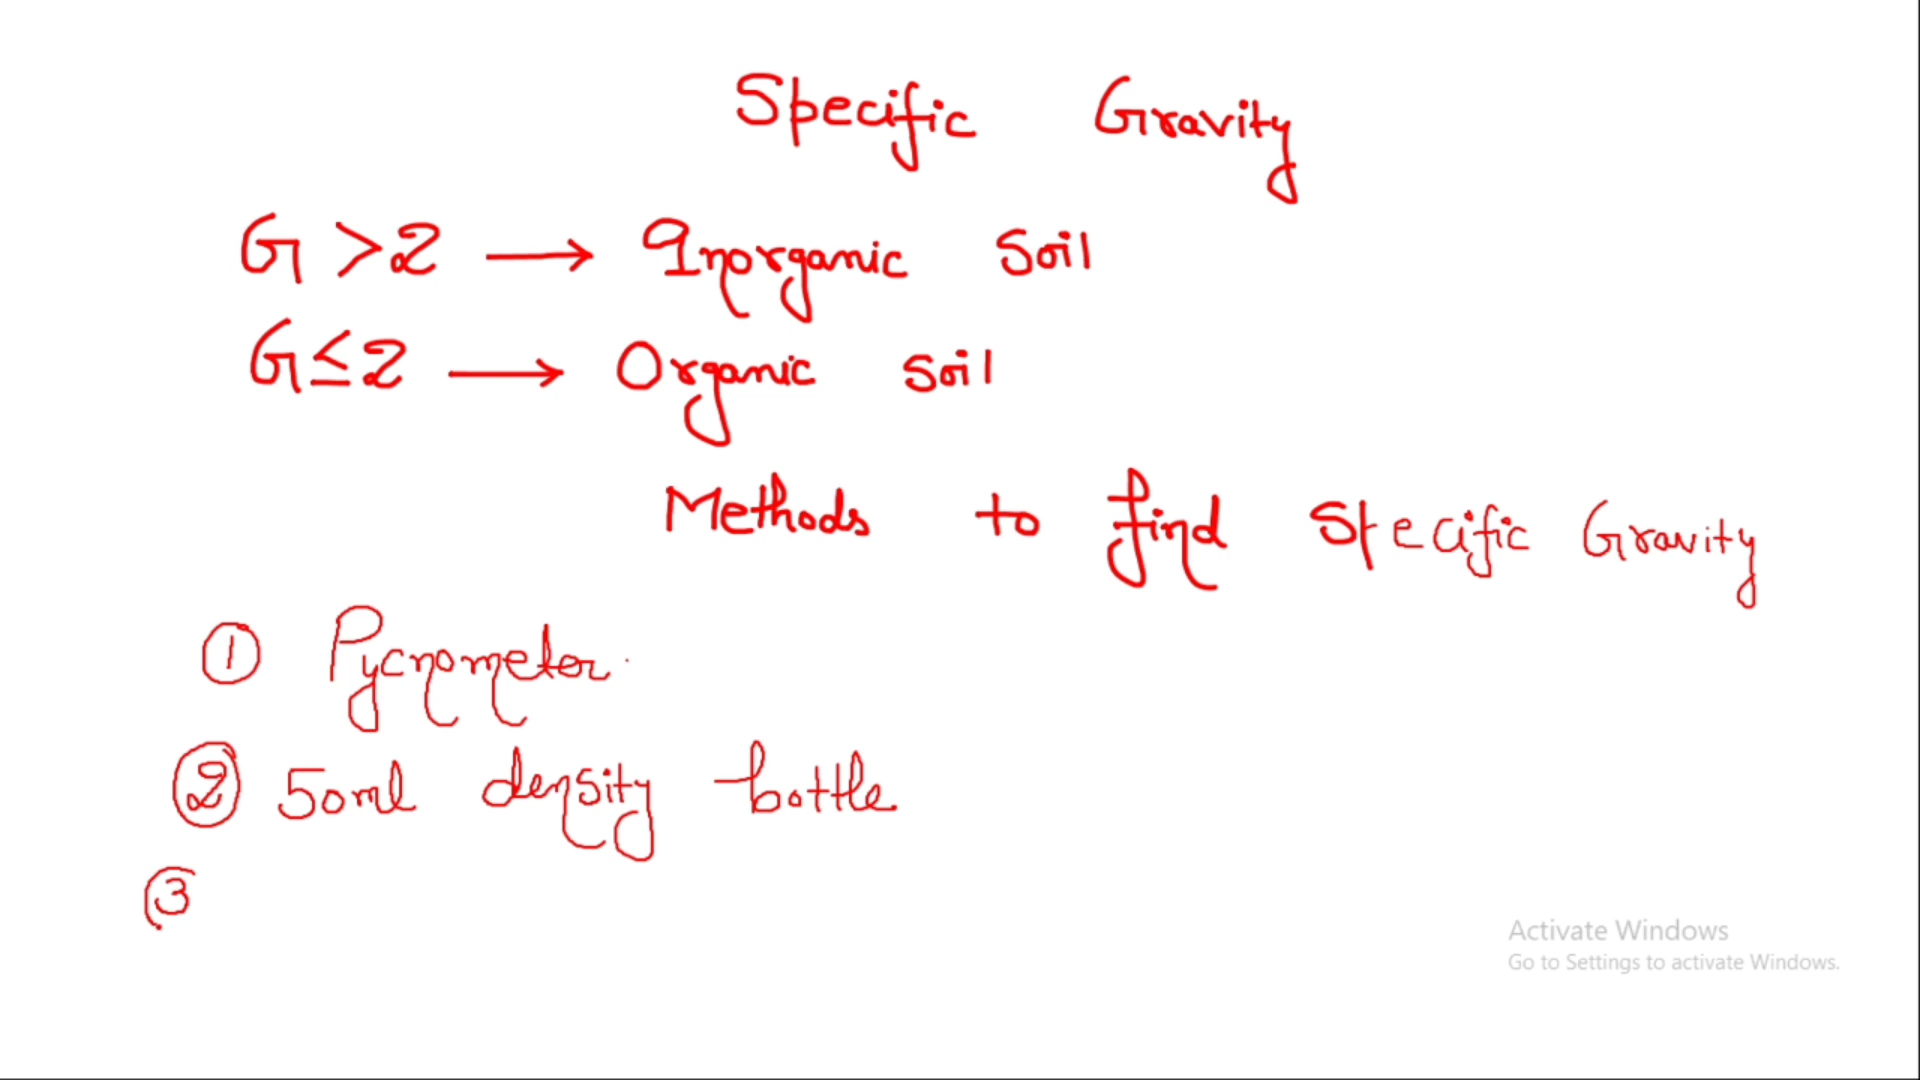 Specific Gravity
G > 2 → Inorganic Soil
G ≤ 2 → Organic Soil
Methods to find Specific Gravity
① Pycnometer
② 50ml density bottle
③
Activate Windows
Go to Settings to activate Windows.